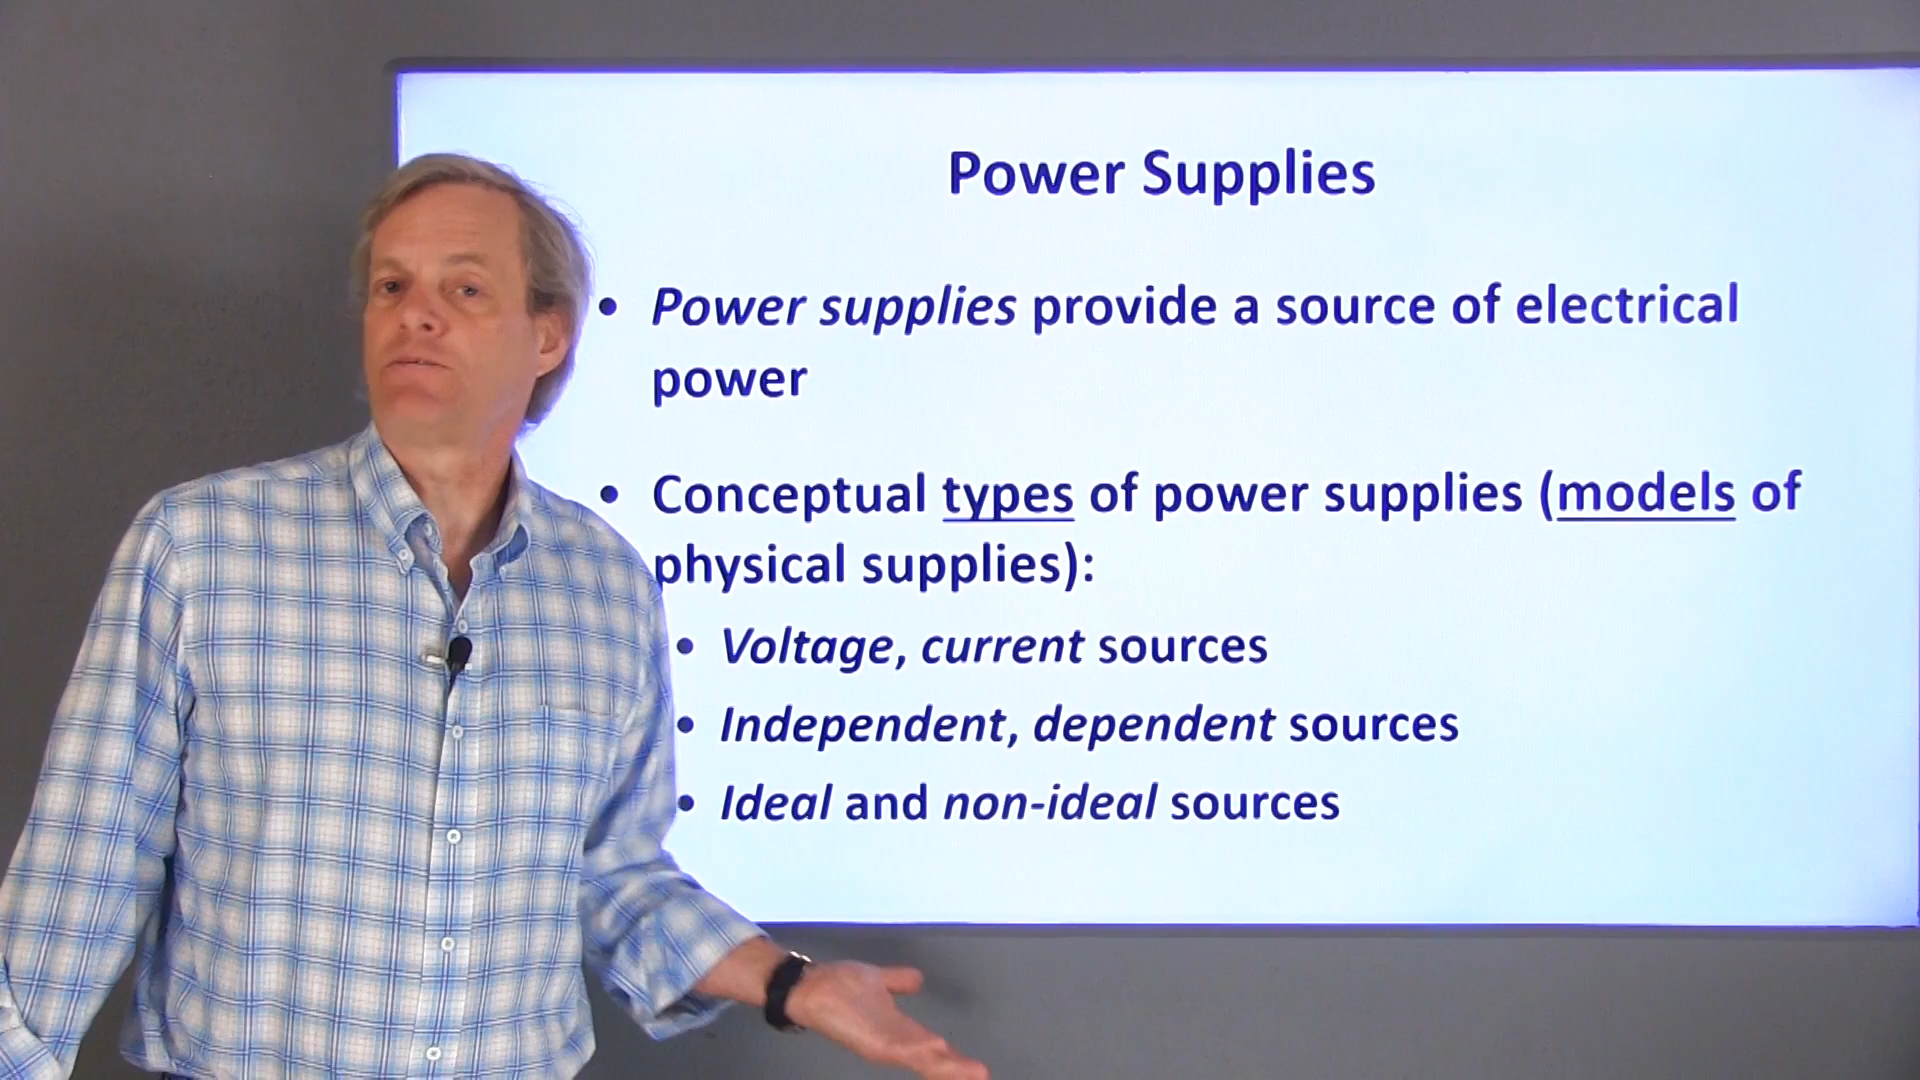 Power Supplies
• Power supplies provide a source of electrical
power
• Conceptual types of power supplies (models of
physical supplies):
• Voltage, current sources
• Independent, dependent sources
• Ideal and non-ideal sources